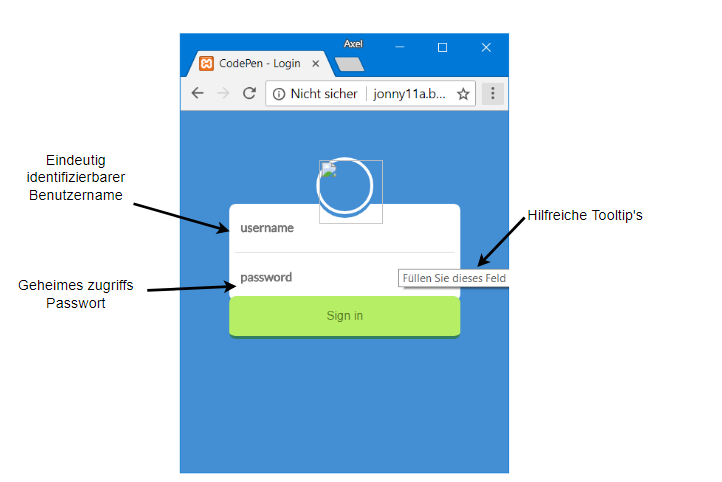 Axel
CodePen - Login
Nicht sicher
jonny11a.b...
Eindeutig
identifizierbarer
Benutzername
username
Hilfreiche Tooltip's
Geheimes zugriffs
Passwort
password
Füllen Sie dieses Feld
Sign in